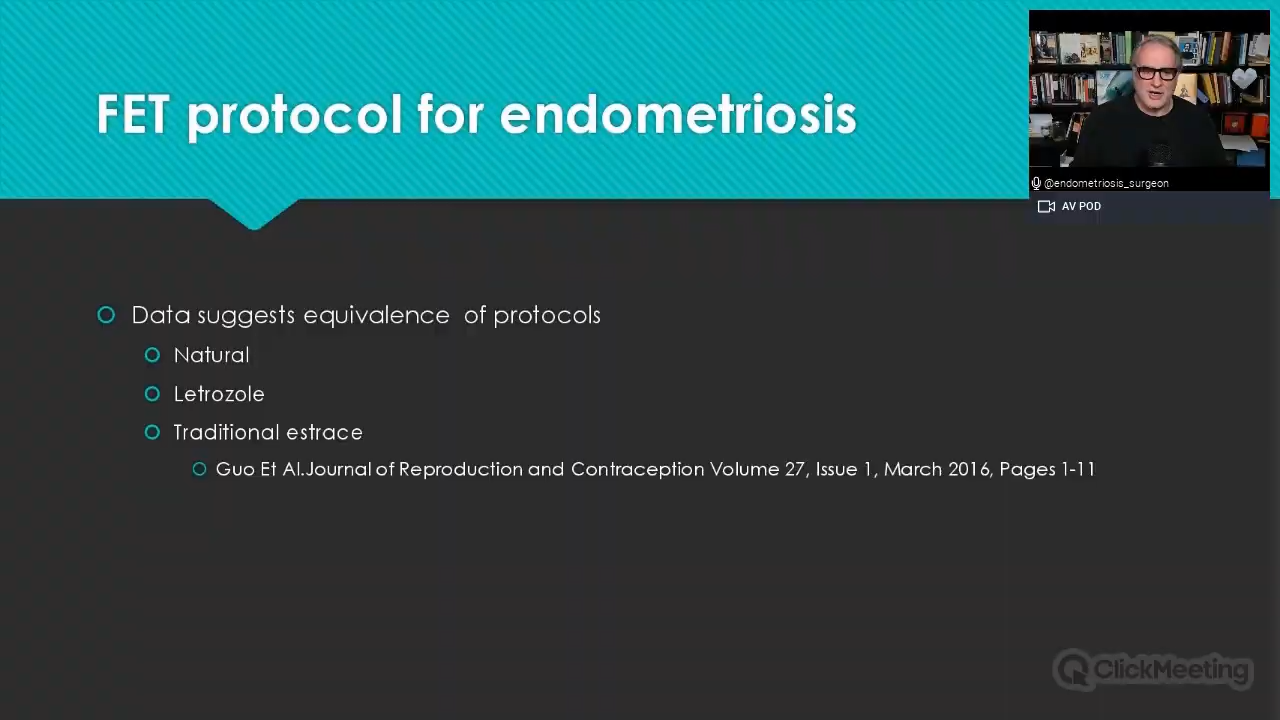 FET protocol for endometriosis
@endometriosis_surgeon
AV POD
Data suggests equivalence of protocols
Natural
Letrozole
Traditional estrace
Guo Et Al.Journal of Reproduction and Contraception Volume 27, Issue 1, March 2016, Pages 1-11
ClickMeeting